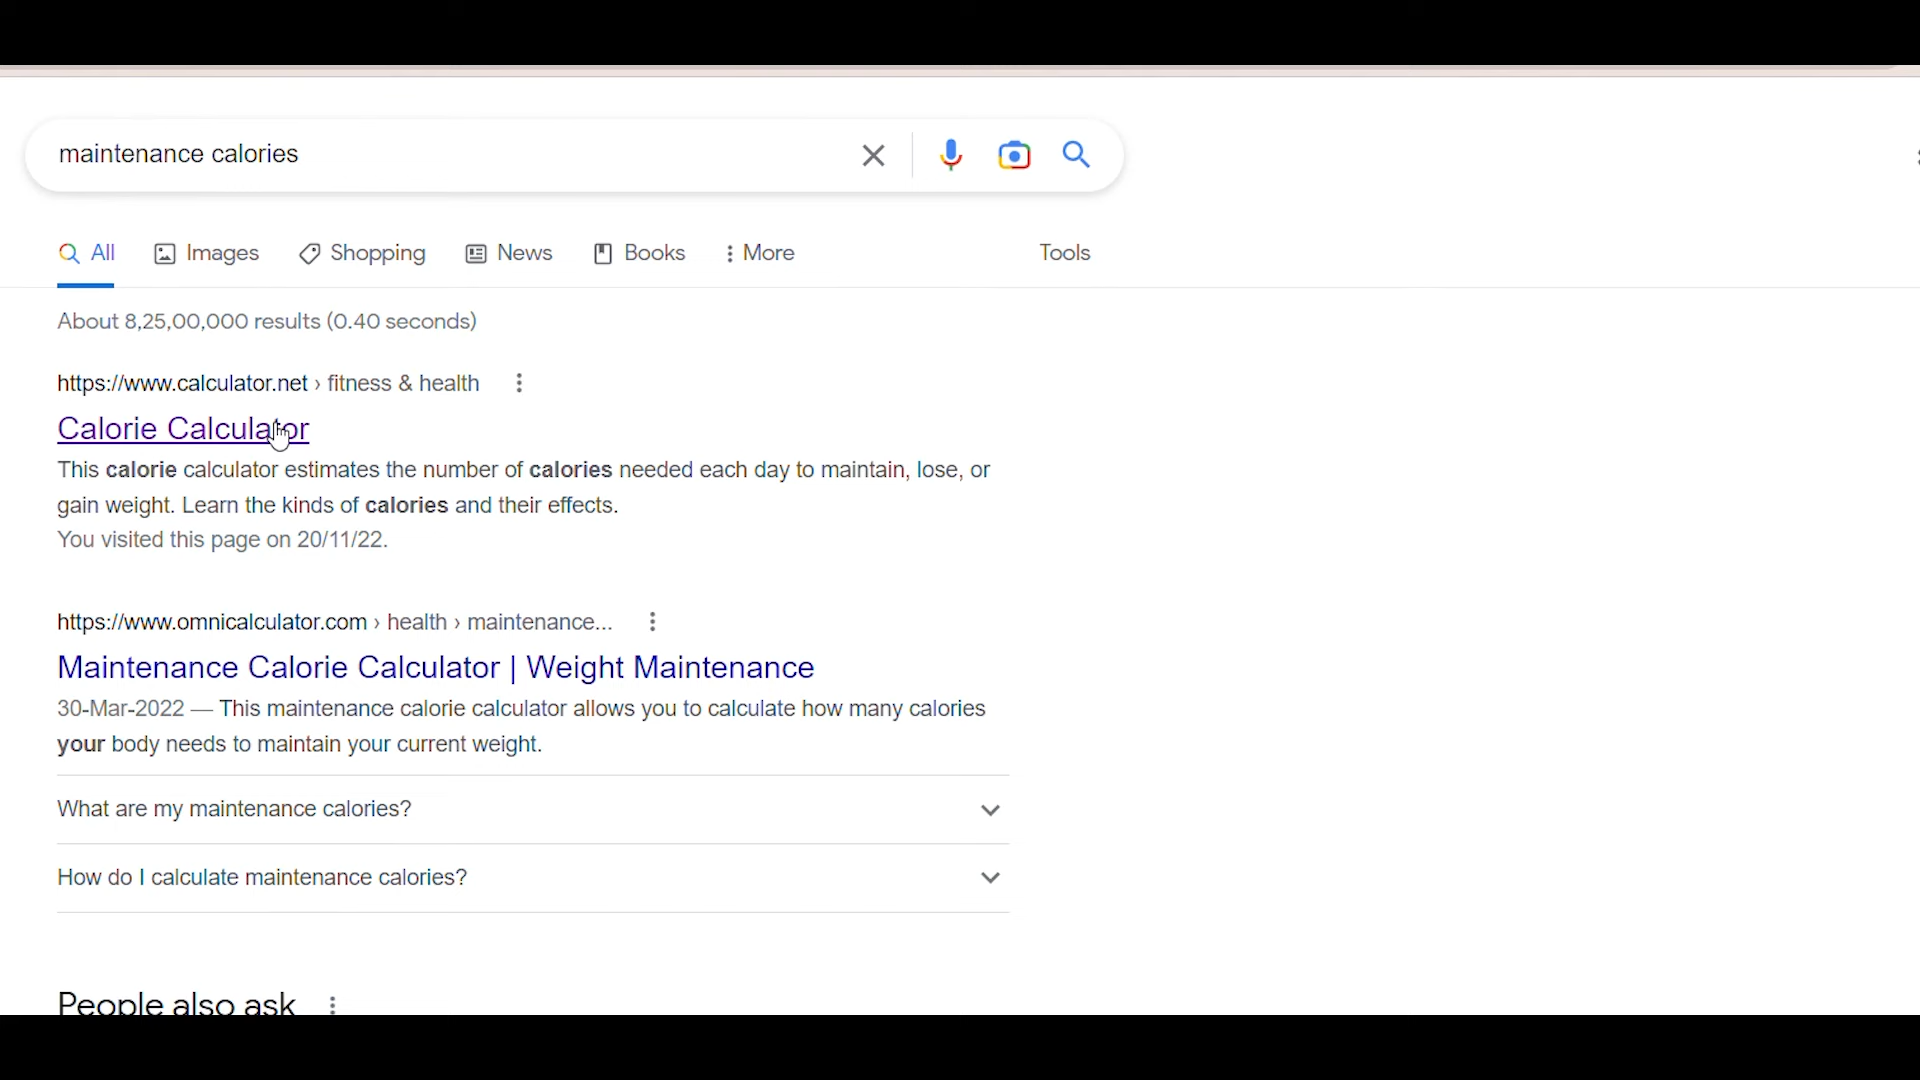 maintenance calories
All Images Shopping News Books More Tools
About 8,25,00,000 results (0.40 seconds)
https://www.calculator.net › fitness & health
Calorie Calculator
This calorie calculator estimates the number of calories needed each day to maintain, lose, or
gain weight. Learn the kinds of calories and their effects.
You visited this page on 20/11/22.
https://www.omnicalculator.com › health › maintenance...
Maintenance Calorie Calculator | Weight Maintenance
30-Mar-2022 — This maintenance calorie calculator allows you to calculate how many calories
your body needs to maintain your current weight.
What are my maintenance calories?
How do I calculate maintenance calories?
People also ask